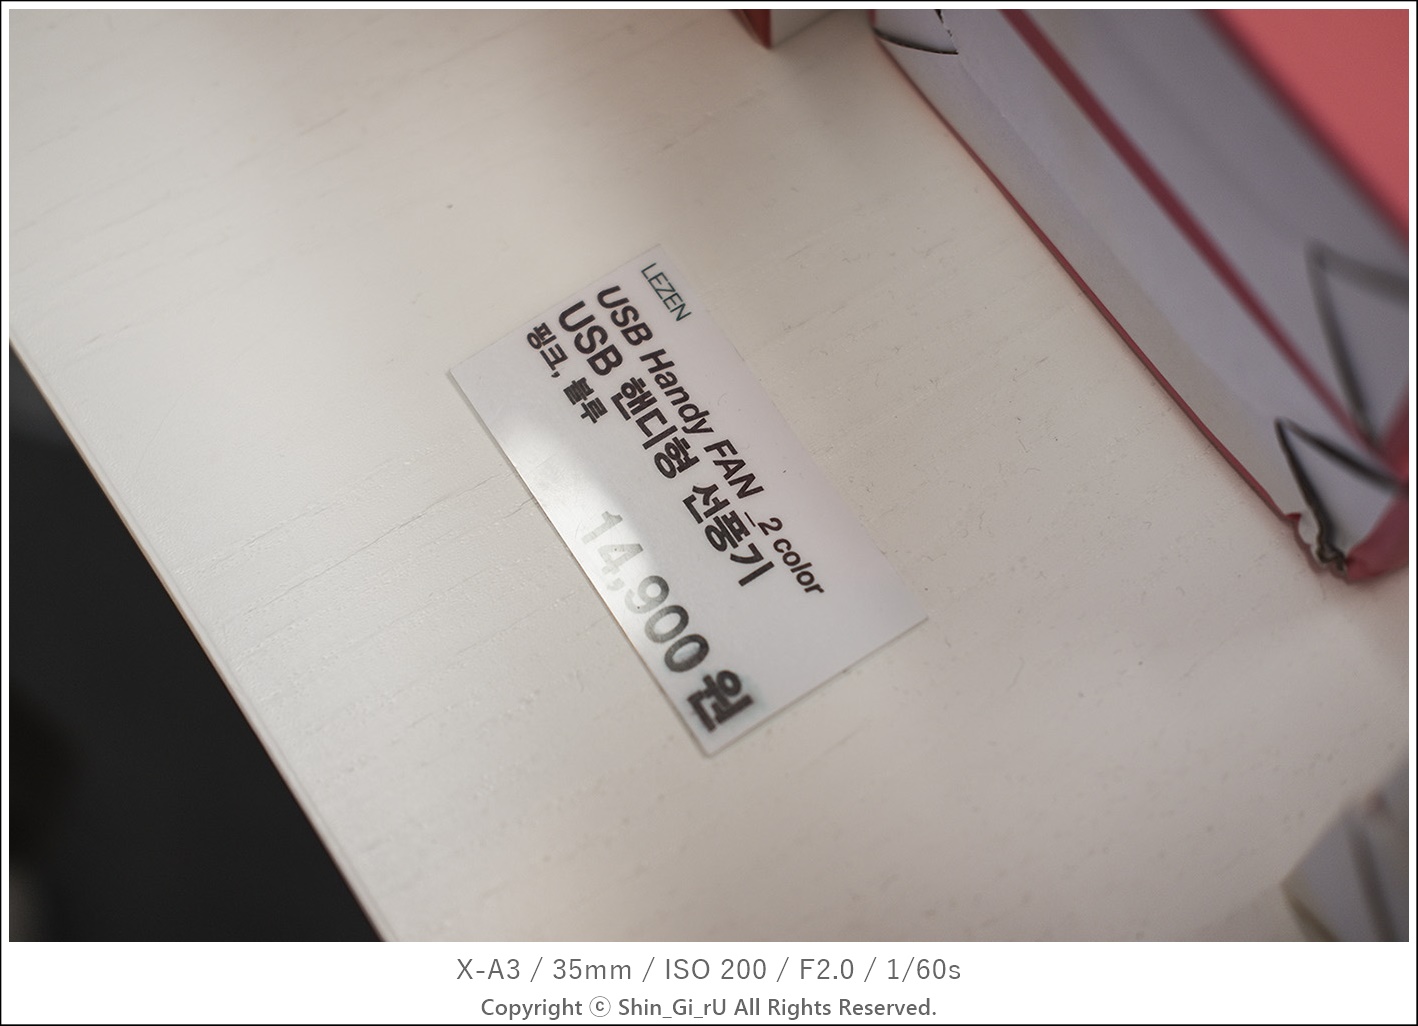 LEZEN
USB Handy FAN_2 color
USB 핸디형 선풍기
핑크, 블루
14,900 원
X-A3 / 35mm / ISO 200 / F2.0 / 1/60s
Copyright ⓒ Shin_Gi_rU All Rights Reserved.